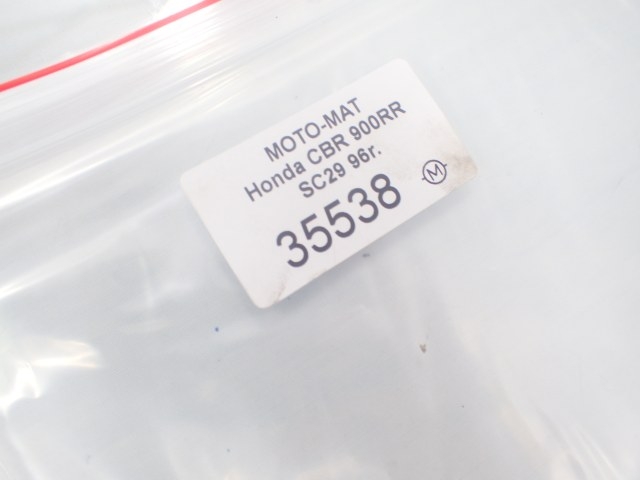 MOTO-MAT
Honda CBR 900RR
SC29 96r.
35538
M